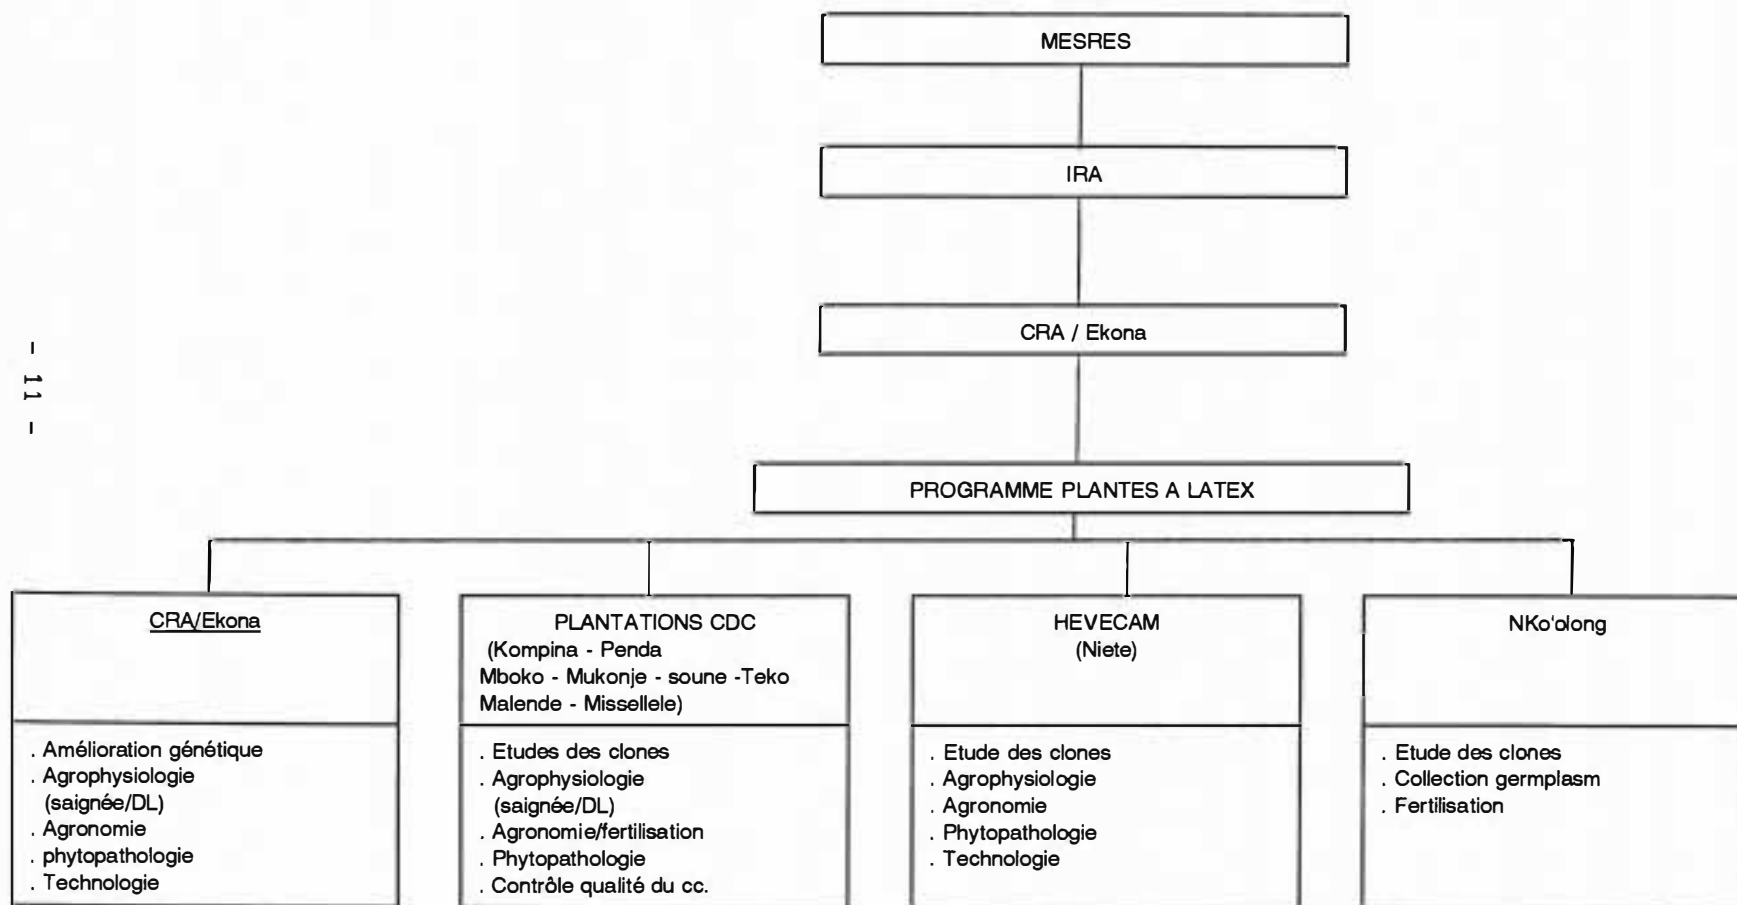 MESRES
IRA
CRA / Ekona
- 11 -
PROGRAMME PLANTES A LATEX
CRA/Ekona
. Amélioration génétique
. Agrophysiologie
(saignée/DL)
. Agronomie
. phytopathologie
. Technologie
PLANTATIONS CDC
(Kompina - Penda
Mboko - Mukonje - soune -Teko
Malende - Missellele)
. Etudes des clones
. Agrophysiologie
(saignée/DL)
. Agronomie/fertilisation
. Phytopathologie
. Contrôle qualité du cc.
HEVECAM
(Niete)
. Etude des clones
. Agrophysiologie
. Agronomie
. Phytopathologie
. Technologie
NKo'olong
. Etude des clones
. Collection germplasm
. Fertilisation